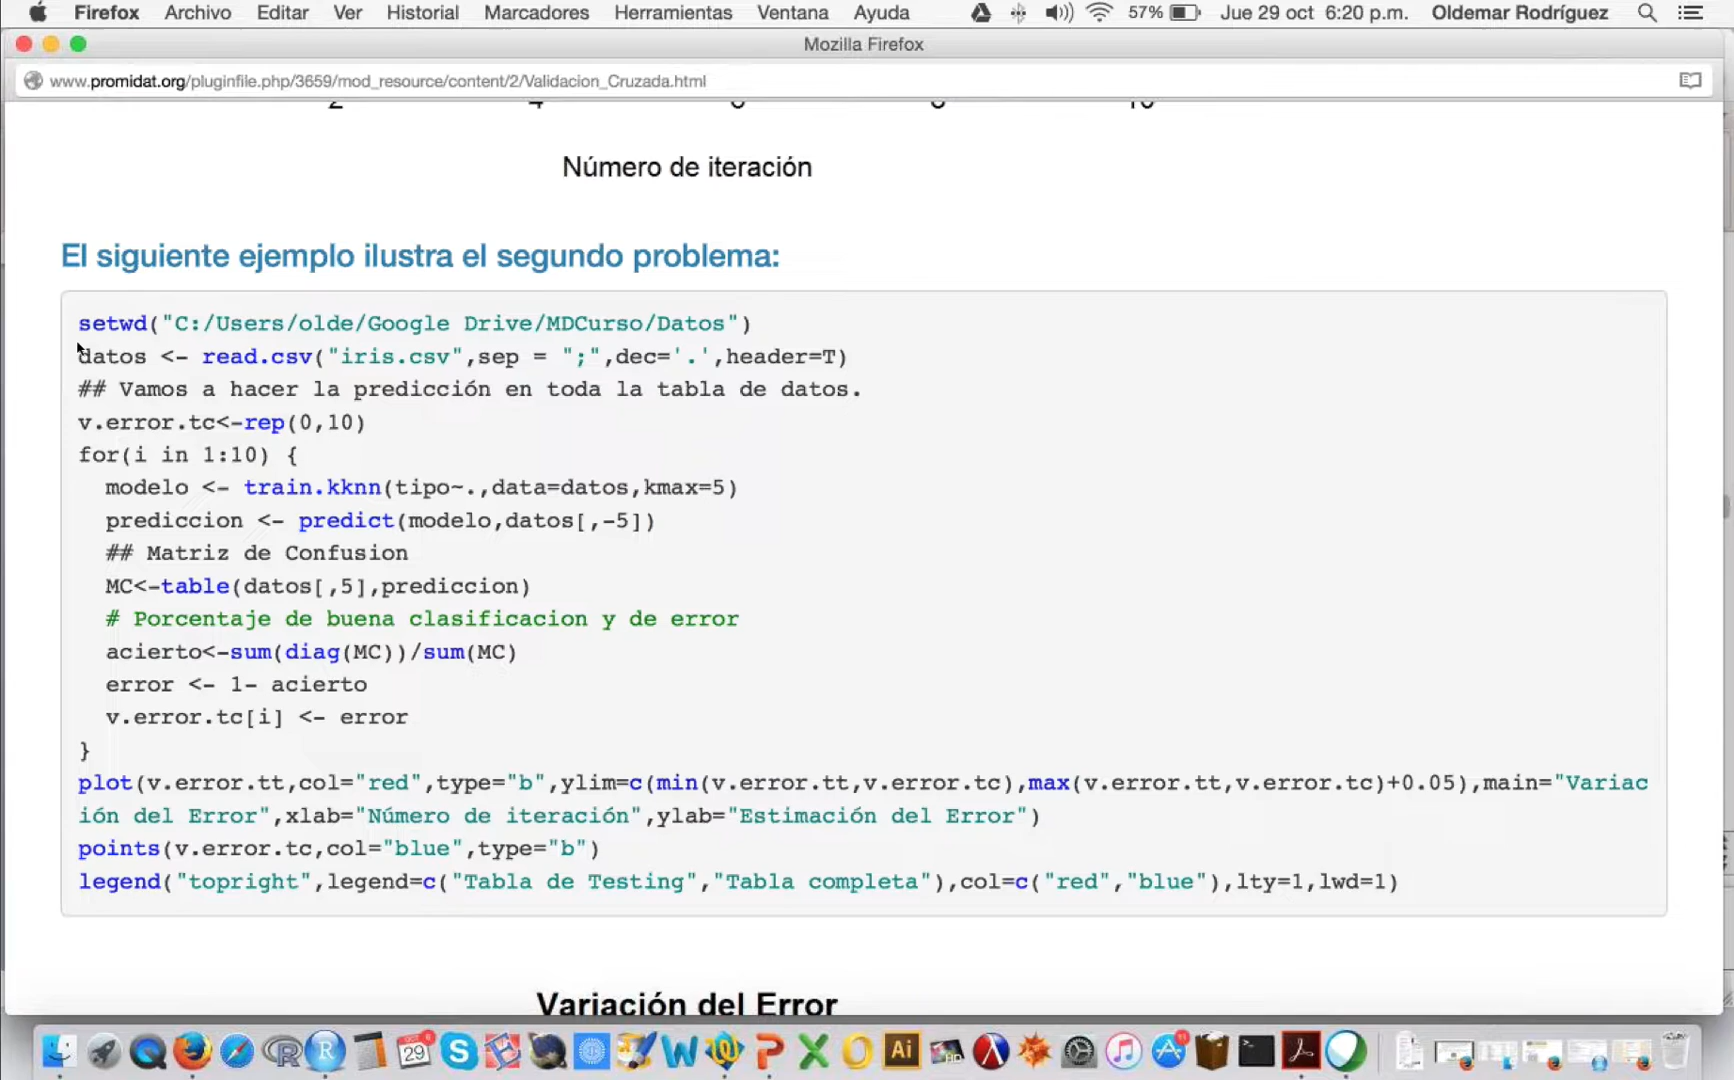 Firefox Archivo Editar Ver Historial Marcadores Herramientas Ventana Ayuda 57% Jue 29 oct 6:20 p.m. Oldemar Rodríguez
Mozilla Firefox
www.promidat.org/pluginfile.php/3659/mod_resource/content/2/Validacion_Cruzada.html
2 4 6 8 10
Número de iteración
El siguiente ejemplo ilustra el segundo problema:
setwd("C:/Users/olde/Google Drive/MDCurso/Datos")
datos <- read.csv("iris.csv",sep = ";",dec='.',header=T)
## Vamos a hacer la predicción en toda la tabla de datos.
v.error.tc<-rep(0,10)
for(i in 1:10) {
modelo <- train.kknn(tipo~.,data=datos,kmax=5)
prediccion <- predict(modelo,datos[,-5])
## Matriz de Confusion
MC<-table(datos[,5],prediccion)
# Porcentaje de buena clasificacion y de error
acierto<-sum(diag(MC))/sum(MC)
error <- 1- acierto
v.error.tc[i] <- error
}
plot(v.error.tt,col="red",type="b",ylim=c(min(v.error.tt,v.error.tc),max(v.error.tt,v.error.tc)+0.05),main="Variac
ión del Error",xlab="Número de iteración",ylab="Estimación del Error")
points(v.error.tc,col="blue",type="b")
legend("topright",legend=c("Tabla de Testing","Tabla completa"),col=c("red","blue"),lty=1,lwd=1)
Variación del Error
29
Ai